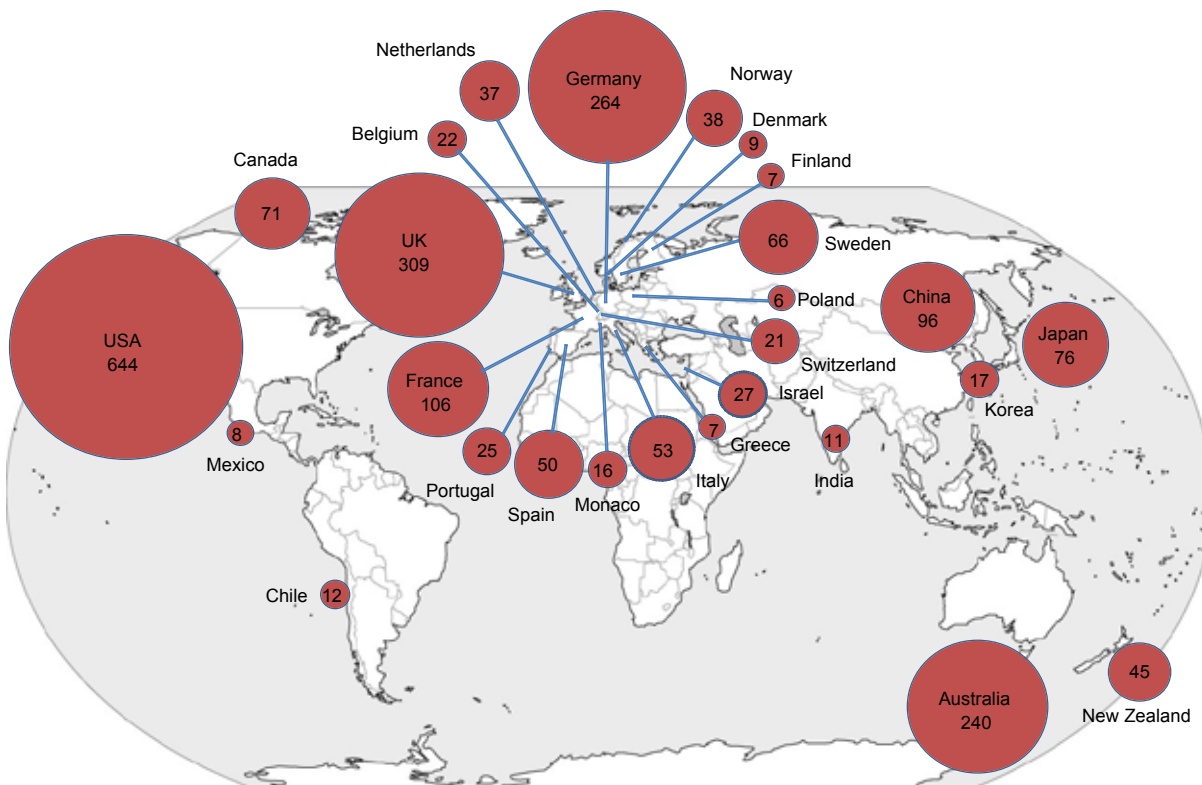 Netherlands
37
Germany
264
Norway
38
Belgium
22
Denmark
9
Finland
7
Canada
71
UK
309
66
Sweden
USA
644
6
Poland
China
96
Japan
76
21
Switzerland
France
106
27
Israel
17
Korea
8
Mexico
25
Portugal
50
Spain
16
Monaco
53
Italy
7
Greece
11
India
Chile
12
Australia
240
45
New Zealand